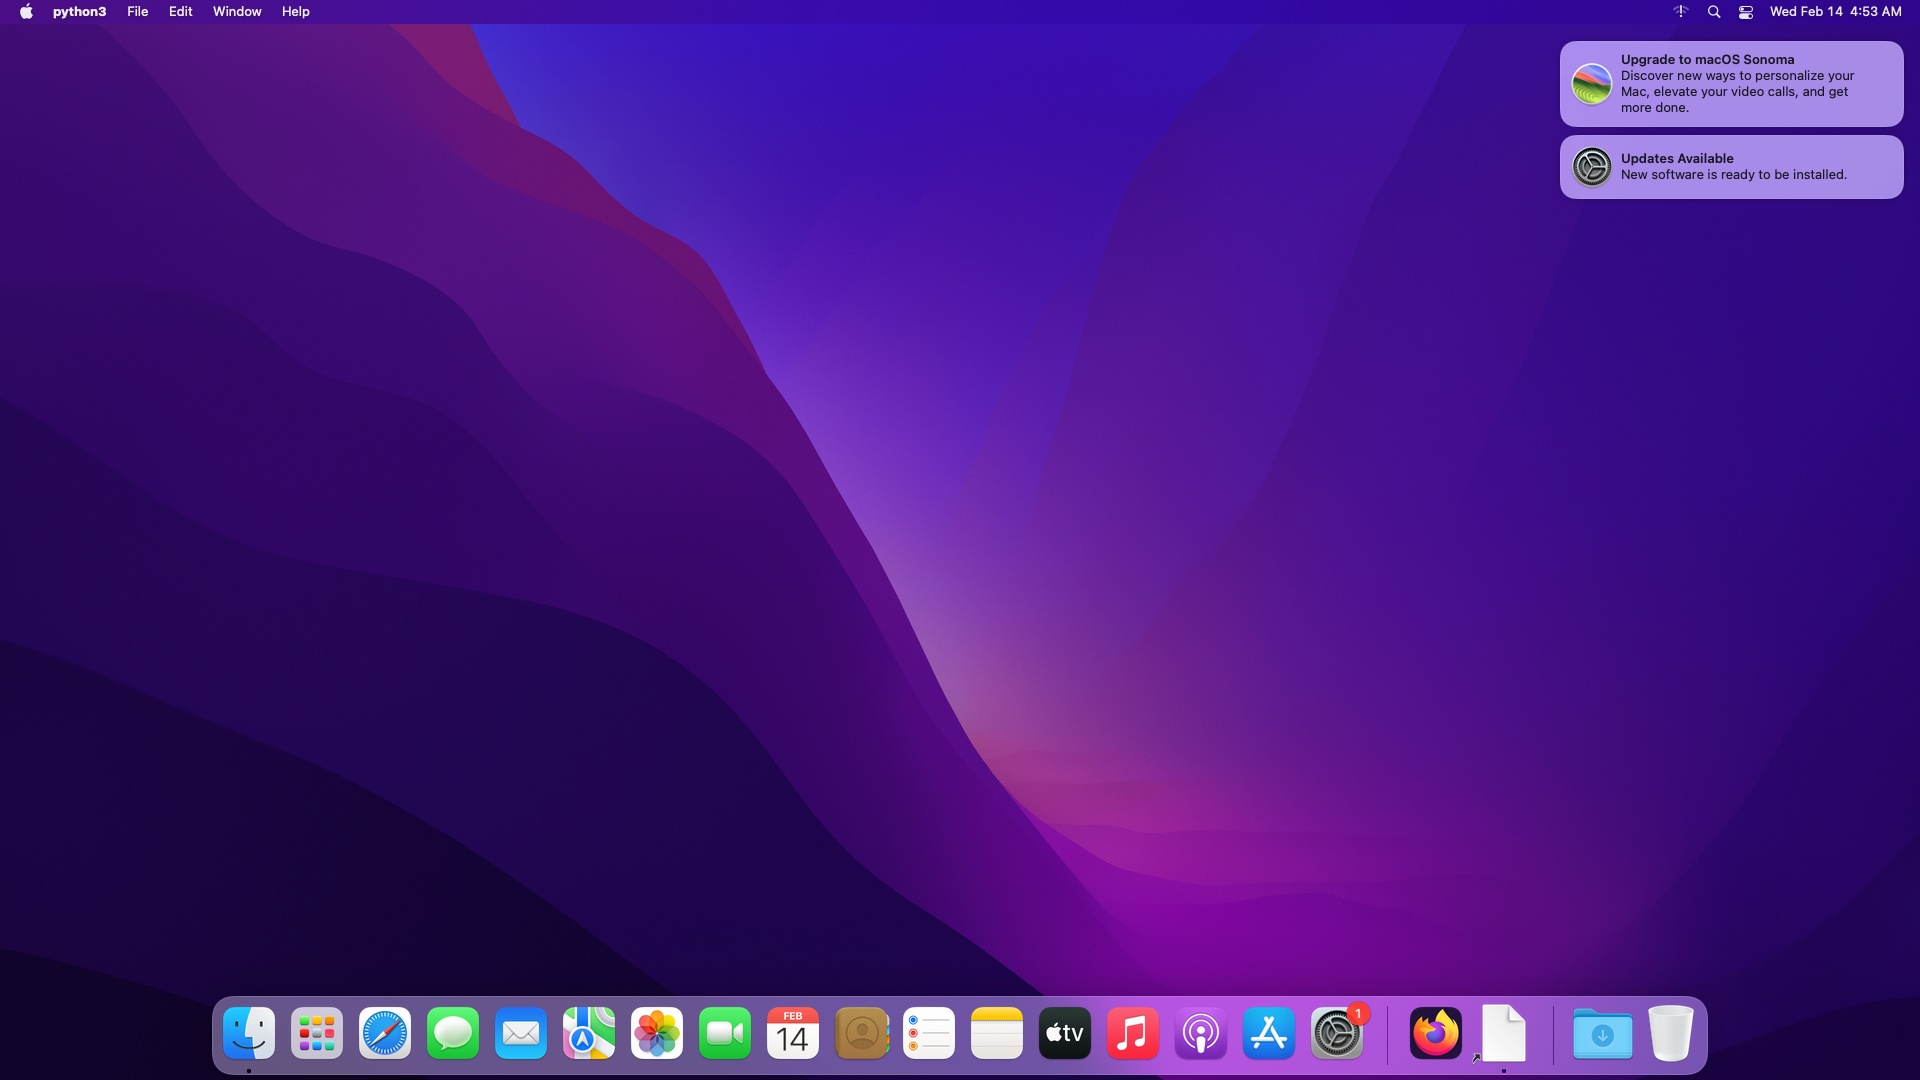 python3 File Edit Window Help Wed Feb 14 4:53 AM
Upgrade to macOS Sonoma
Discover new ways to personalize your
Mac, elevate your video calls, and get
more done.
Updates Available
New software is ready to be installed.
FEB
14
tv
1